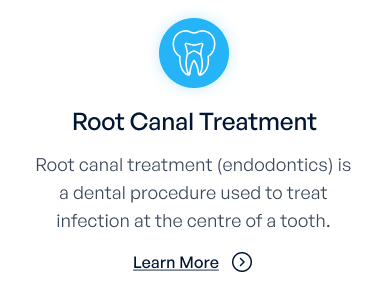 Root Canal Treatment
Root canal treatment (endodontics) is
a dental procedure used to treat
infection at the centre of a tooth.
Learn More